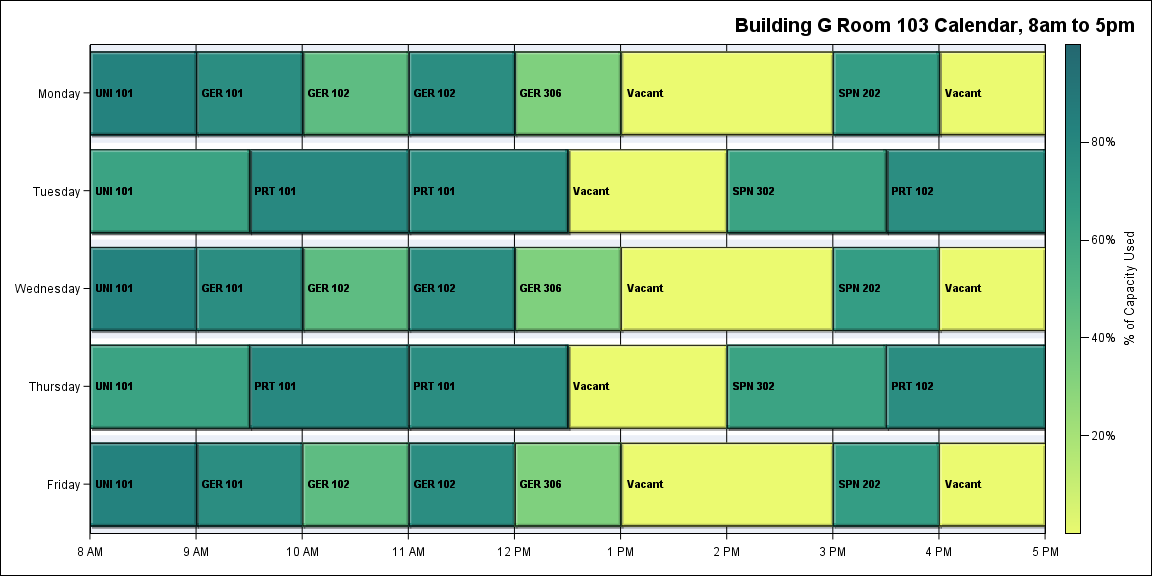 Building G Room 103 Calendar, 8am to 5pm
Monday UNI 101 GER 101 GER 102 GER 102 GER 306 Vacant SPN 202 Vacant
80%
Tuesday UNI 101 PRT 101 PRT 101 Vacant SPN 302 PRT 102
60%
% of Capacity Used
Wednesday UNI 101 GER 101 GER 102 GER 102 GER 306 Vacant SPN 202 Vacant
40%
Thursday UNI 101 PRT 101 PRT 101 Vacant SPN 302 PRT 102
20%
Friday UNI 101 GER 101 GER 102 GER 102 GER 306 Vacant SPN 202 Vacant
8 AM 9 AM 10 AM 11 AM 12 PM 1 PM 2 PM 3 PM 4 PM 5 PM